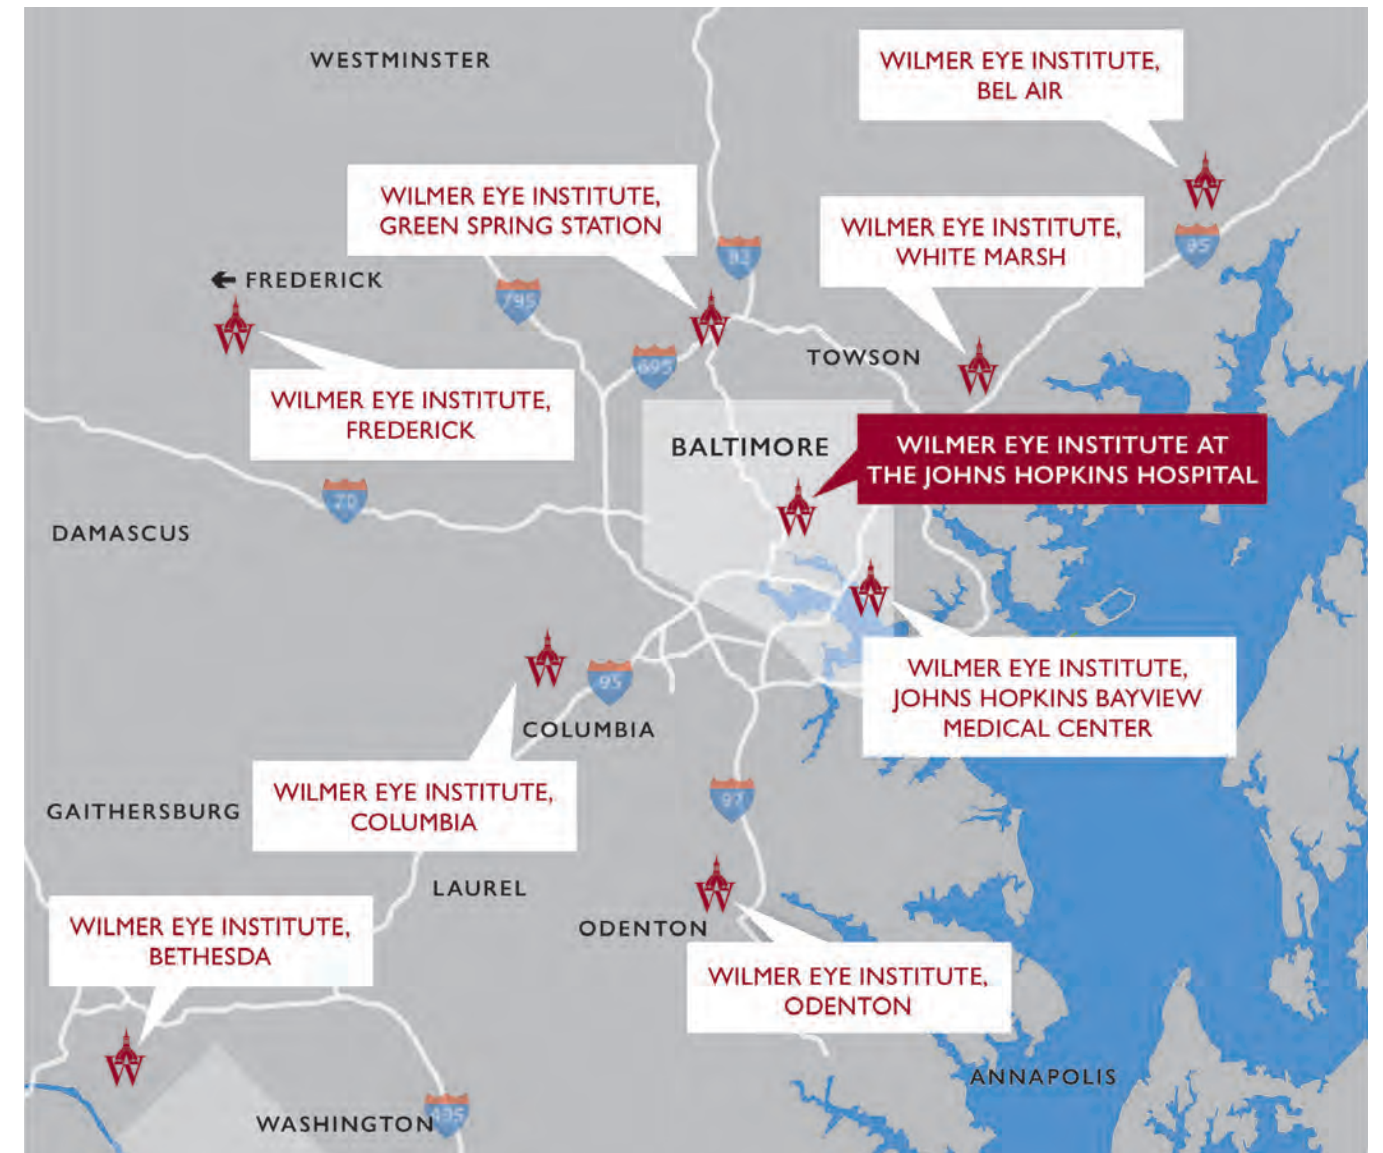 WESTMINSTER
WILMER EYE INSTITUTE,
BEL AIR
WILMER EYE INSTITUTE,
GREEN SPRING STATION
WILMER EYE INSTITUTE,
WHITE MARSH
83
95
FREDERICK
795
695
TOWSON
WILMER EYE INSTITUTE,
FREDERICK
BALTIMORE
WILMER EYE INSTITUTE AT
THE JOHNS HOPKINS HOSPITAL
70
DAMASCUS
WILMER EYE INSTITUTE,
JOHNS HOPKINS BAYVIEW
MEDICAL CENTER
95
COLUMBIA
WILMER EYE INSTITUTE,
COLUMBIA
97
GAITHERSBURG
LAUREL
ODENTON
WILMER EYE INSTITUTE,
BETHESDA
WILMER EYE INSTITUTE,
ODENTON
ANNAPOLIS
WASHINGTON
495
W
W
W
W
W
W
W
W
W